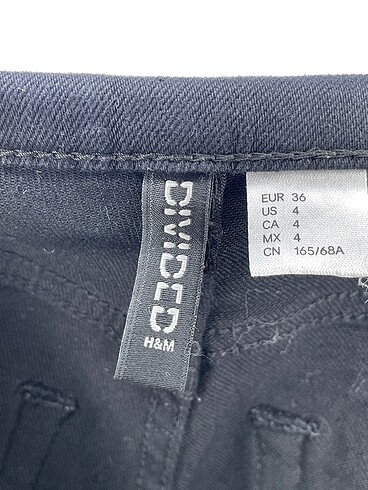 DIVIDED
H&M
EUR 36
US 4
CA 4
MX 4
CN 165/68A